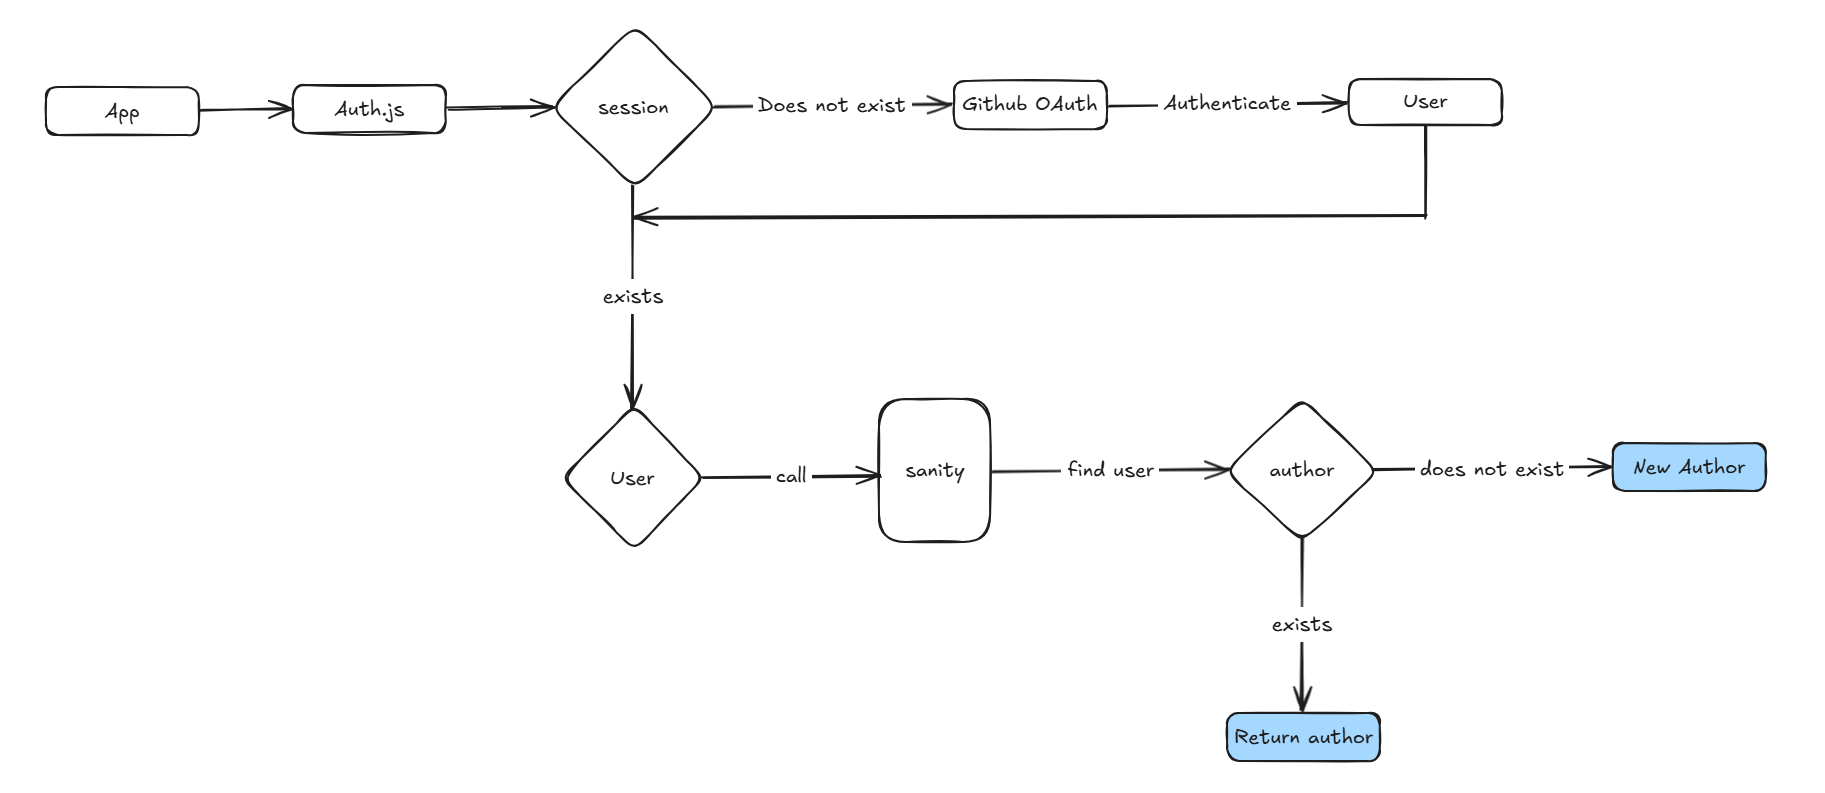 App
Auth.js
session
Does not exist
Github OAuth
Authenticate
User
exists
User
call
sanity
find user
author
does not exist
New Author
exists
Return author